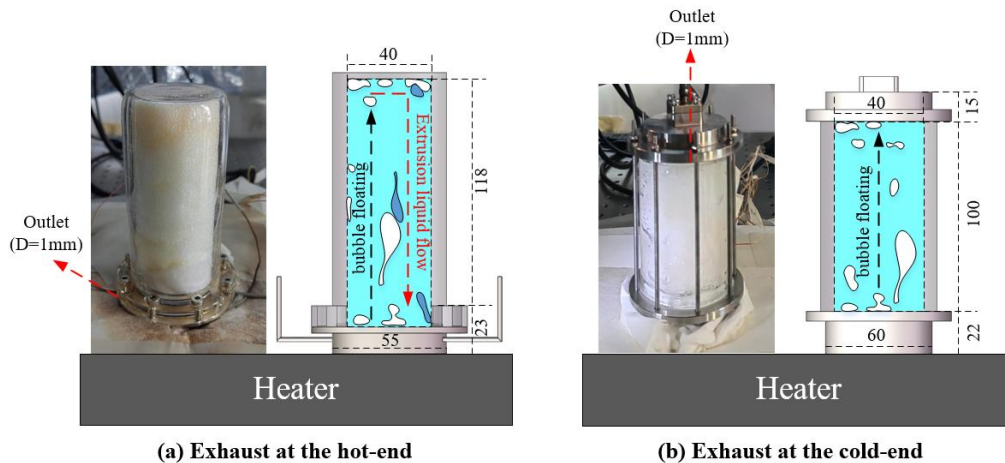 Outlet
(D=1mm)
40
bubble floating
Extrusion liquid flow
118
23
55
Heater
(a) Exhaust at the hot-end
Outlet
(D=1mm)
40
15
bubble floating
100
60
22
Heater
(b) Exhaust at the cold-end